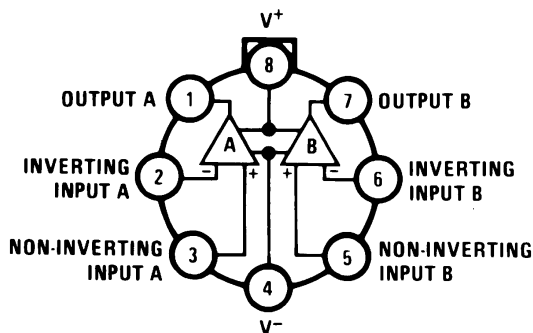 V+
8
OUTPUT A
1
7
OUTPUT B
A
B
INVERTING
INPUT A
2
−
+
+
−
6
INVERTING
INPUT B
NON-INVERTING
INPUT A
3
5
NON-INVERTING
INPUT B
4
V−